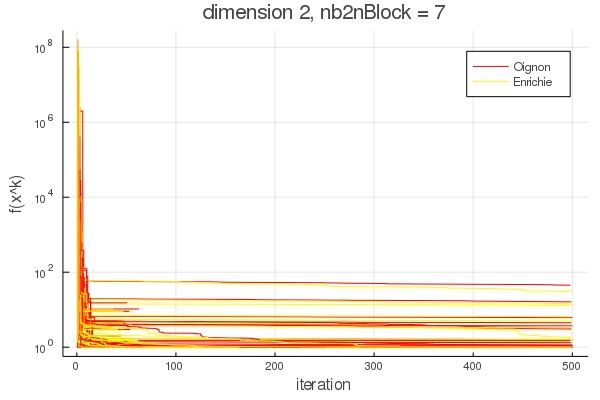 dimension 2, nb2nBlock = 7
10^8
10^6
10^4
10^2
10^0
f(x^k)
Oignon
Enrichie
0 100 200 300 400 500
iteration